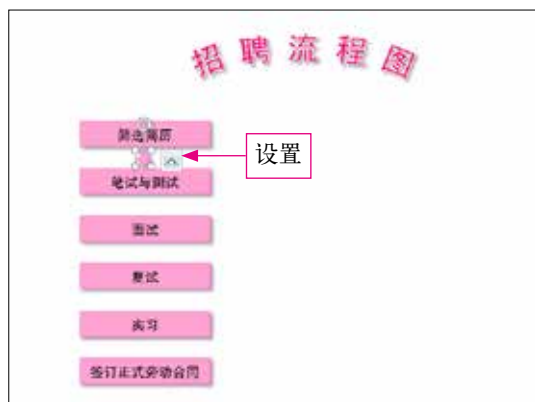 招聘流程图
筛选简历
设置
笔试与测试
面试
复试
实习
签订正式劳动合同